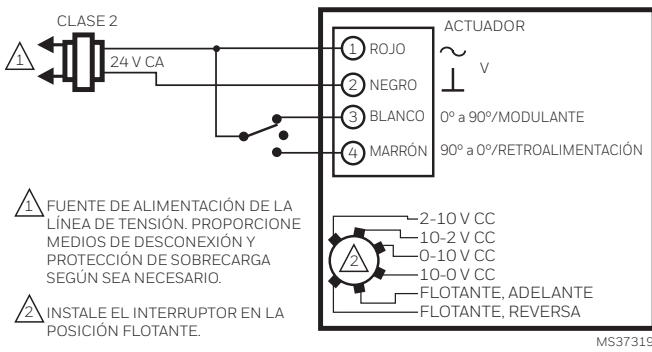 CLASE 2
1
24 V CA
ACTUADOR
1 ROJO
V
2 NEGRO
3 BLANCO 0º a 90º/MODULANTE
4 MARRÓN 90º a 0º/RETROALIMENTACIÓN
1 FUENTE DE ALIMENTACIÓN DE LA
LÍNEA DE TENSIÓN. PROPORCIONE
MEDIOS DE DESCONEXIÓN Y
PROTECCIÓN DE SOBRECARGA
SEGÚN SEA NECESARIO.
2 INSTALE EL INTERRUPTOR EN LA
POSICIÓN FLOTANTE.
2
2-10 V CC
10-2 V CC
0-10 V CC
10-0 V CC
FLOTANTE, ADELANTE
FLOTANTE, REVERSA
MS37319